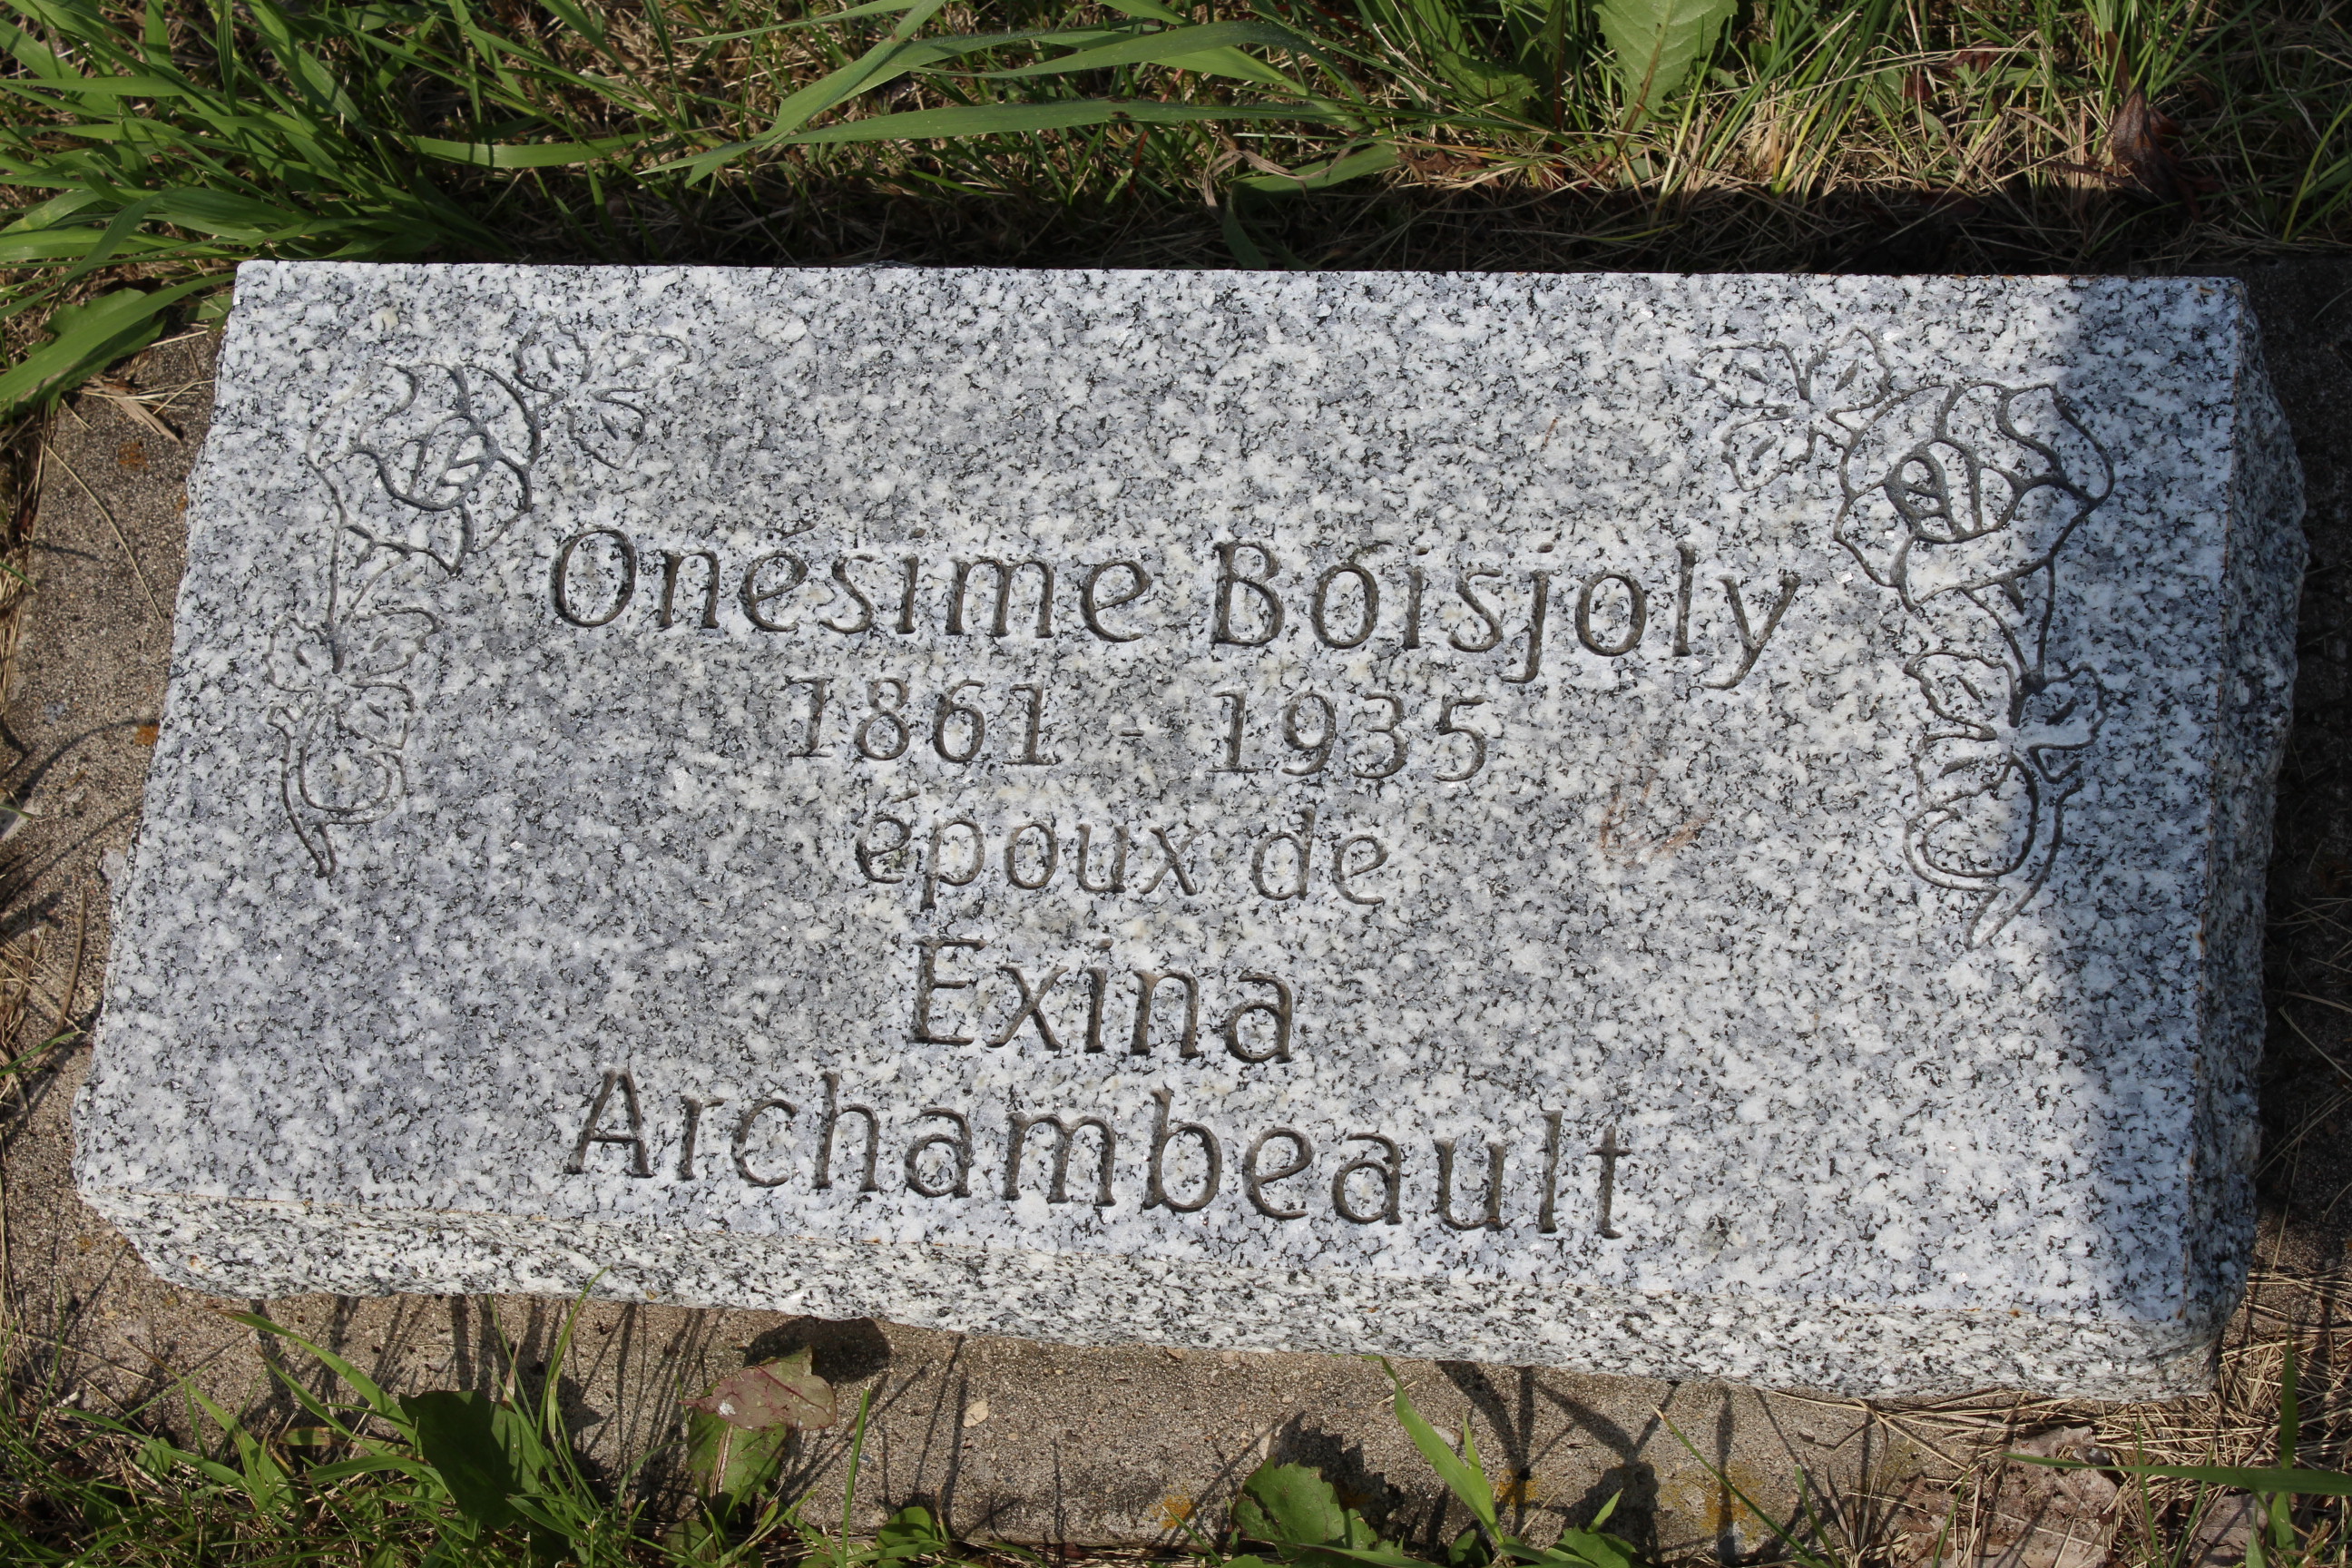 Onésime Boisjoly
1861 - 1935
époux de
Exina
Archambeault